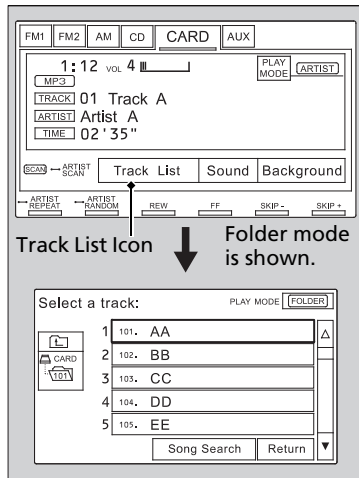 FM1 FM2 AM CD CARD AUX
1:12 VOL 4 PLAY MODE ARTIST
MP3
TRACK 01 Track A
ARTIST Artist A
TIME 02'35"
SCAN ↔ ARTIST SCAN Track List Sound Background
ARTIST REPEAT ARTIST RANDOM REW FF SKIP - SKIP +
Track List Icon
Folder mode
is shown.
Select a track: PLAY MODE FOLDER
1 101. AA
2 102. BB
CARD
101
3 103. CC
4 104. DD
5 105. EE
Song Search Return